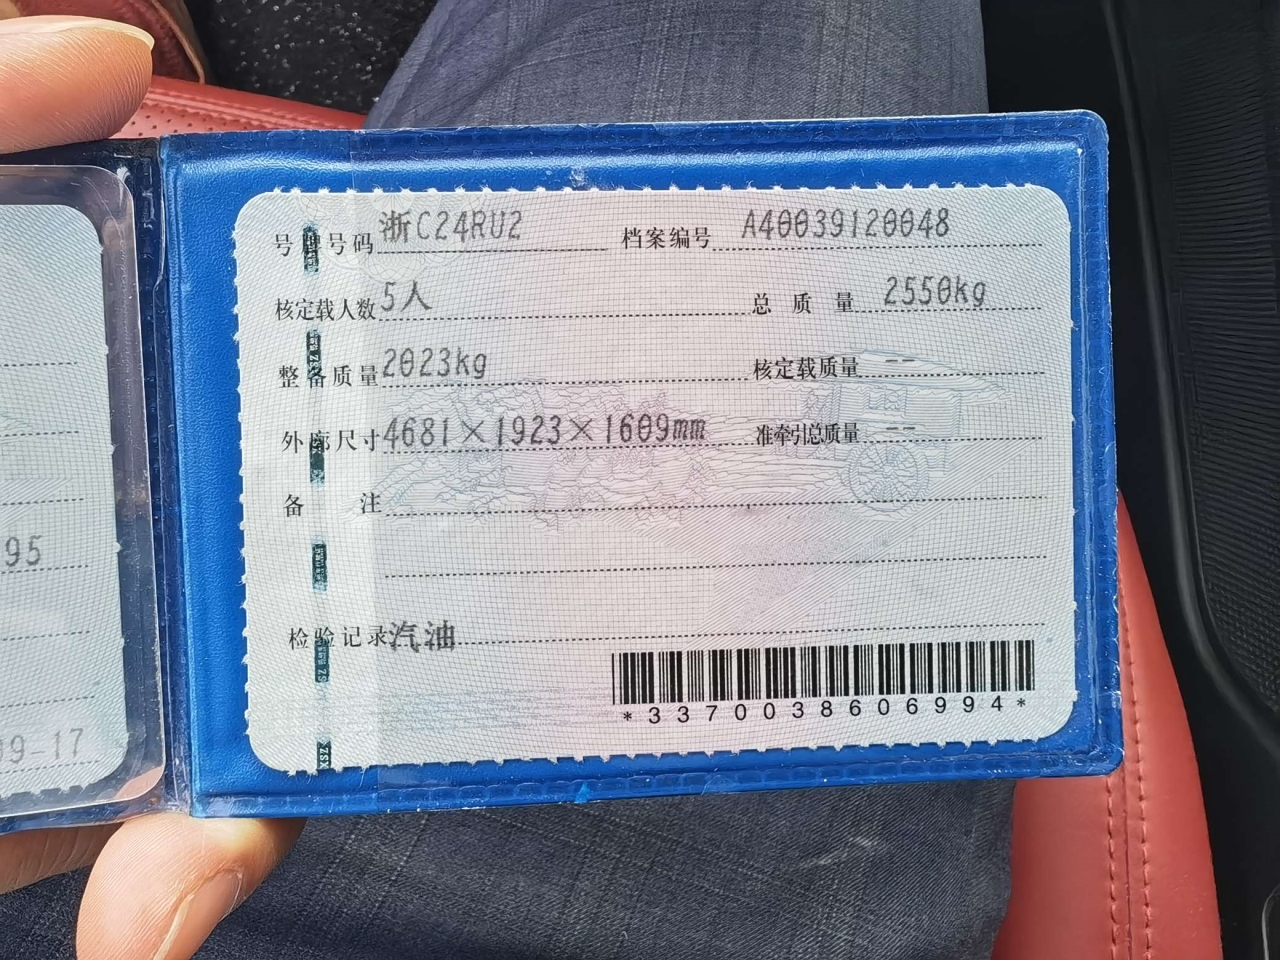 号牌号码 浙C24RU2 档案编号 A40039120048
核定载人数 5人 总质量 2550kg
整备质量 2023kg 核定载质量 --
外廓尺寸 4681×1923×1609mm 准牵引总质量 --
备注
检验记录 汽油
*3370038606994*
95
09-17